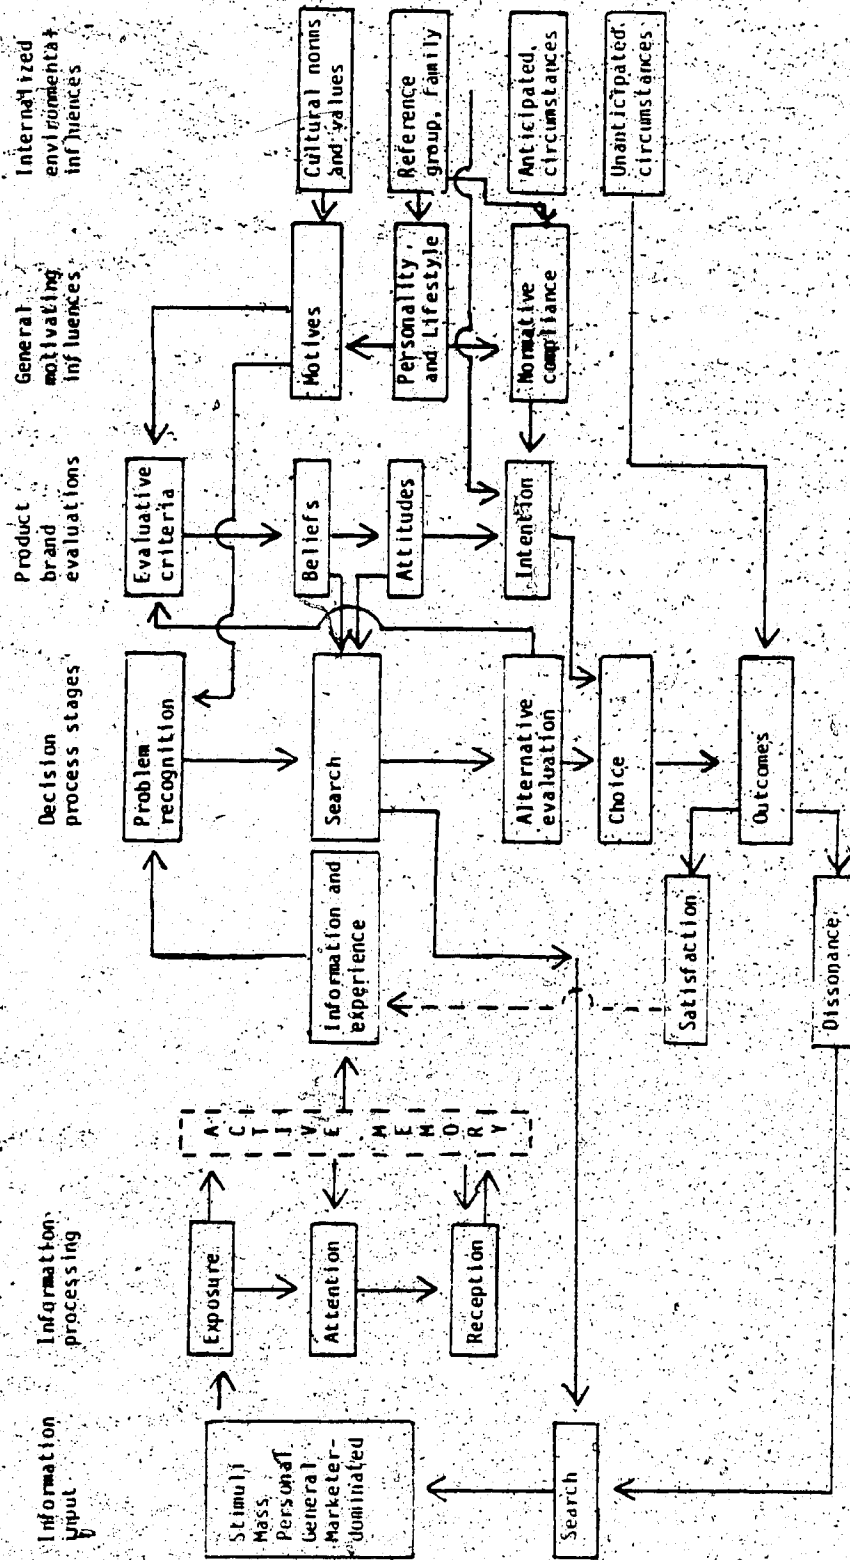 Information
input
Information
processing
Decision
process stages
Product
brand
evaluations
General
motivating
influences
Internalized
environmental
influences
Stimuli
Mass
Personal
General
Marketer-
dominated
Search
Exposure
Attention
Reception
A
C
T
I
V
E
M
E
M
O
R
Y
Information and
experience
Problem
recognition
Search
Alternative
evaluation
Choice
Outcomes
Satisfaction
Dissonance
Evaluative
criteria
Beliefs
Attitudes
Intention
Motives
Personality
and Lifestyle
Normative
compliance
Cultural norms
and values
Reference
group, family
Anticipated
circumstances
Unanticipated
circumstances